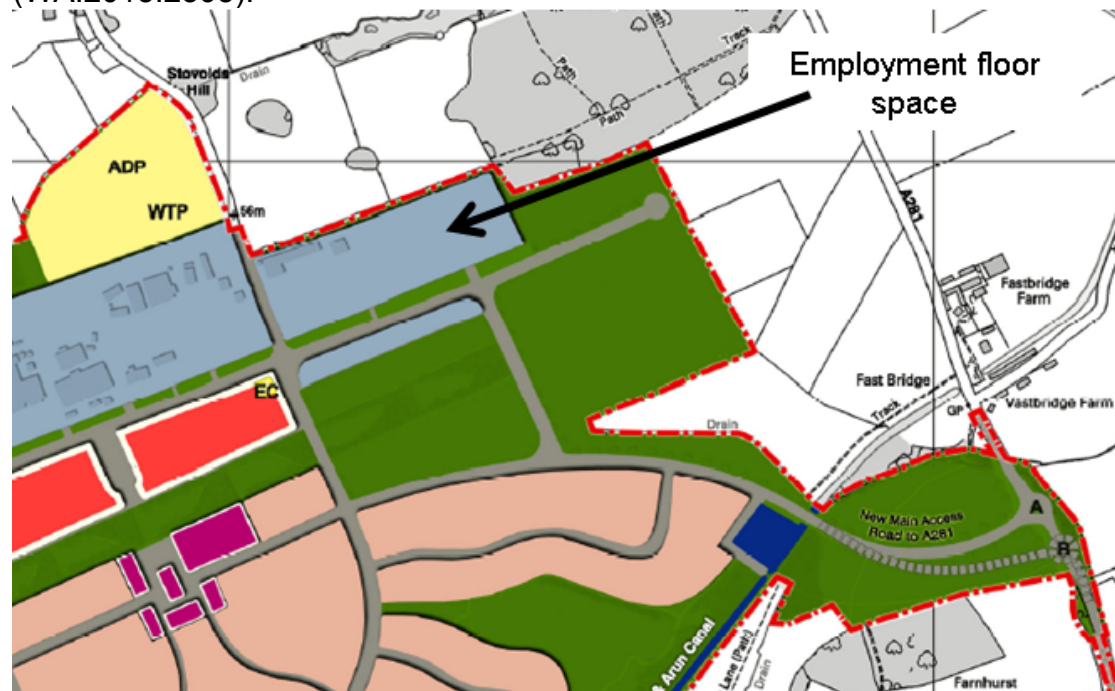 Employment floor
space
Stovolds
Hill
Drain
Path
Track
Path
ADP
WTP
56m
A281
Fastbridge
Farm
Fast Bridge
Track
GP
Vastbridge Farm
EC
Drain
New Main Access
Road to A281
A
R
& Arun Canal
Lane (Path)
Drain
Farnhurst